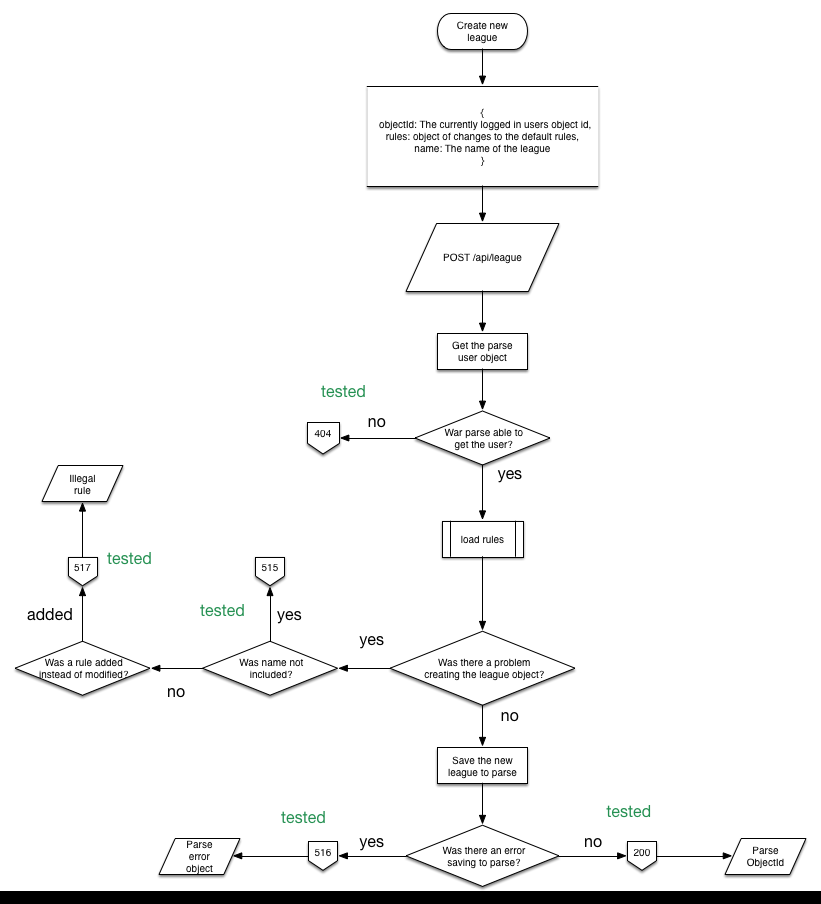 Create new
league
{
objectId: The currently logged in users object id,
rules: object of changes to the default rules,
name: The name of the league
}
POST /api/league
Get the parse
user object
tested
no
404
War parse able to
get the user?
yes
Illegal
rule
load rules
517
tested
515
added
tested
yes
yes
Was a rule added
instead of modified?
no
Was name not
included?
Was there a problem
creating the league object?
no
Save the new
league to parse
tested
tested
Parse
error
object
516
yes
Was there an error
saving to parse?
no
200
Parse
ObjectId